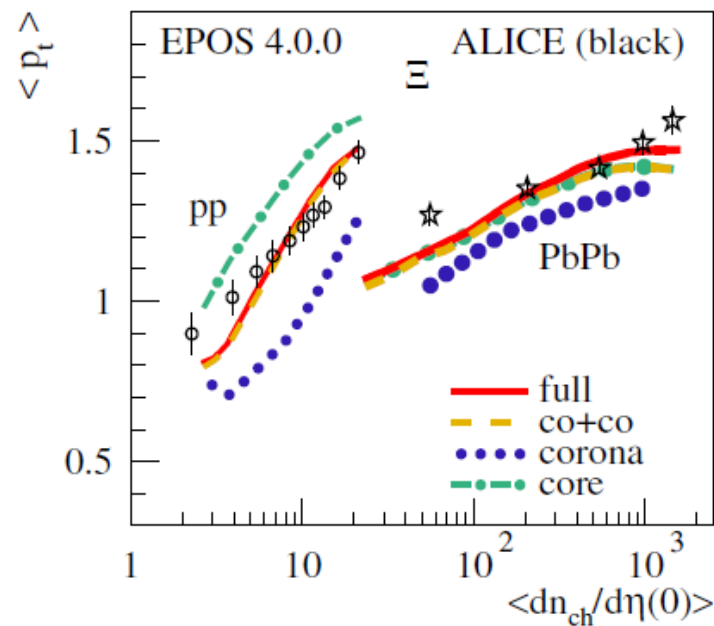 EPOS 4.0.0 ALICE (black)
Ξ
< p_t >
1.5
1
0.5
pp
PbPb
full
co+co
corona
core
1 10 10^2 10^3
<dn_ch/dη(0)>